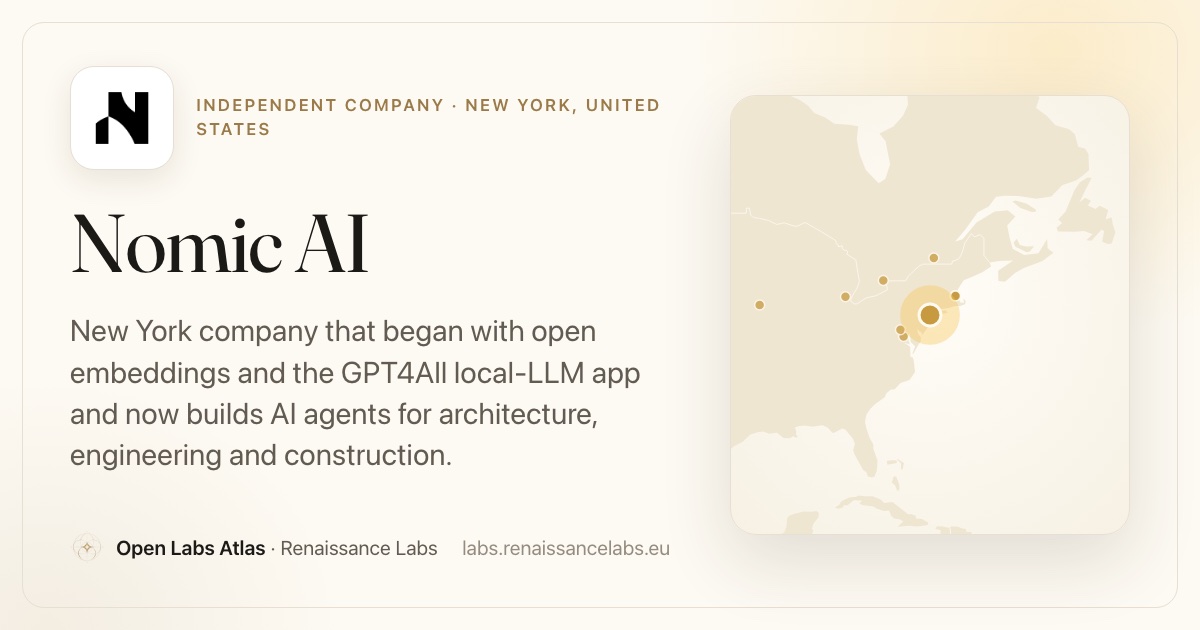 INDEPENDENT COMPANY · NEW YORK, UNITED
STATES
Nomic AI
New York company that began with open
embeddings and the GPT4All local-LLM app
and now builds AI agents for architecture,
engineering and construction.
Open Labs Atlas · Renaissance Labs labs.renaissancelabs.eu